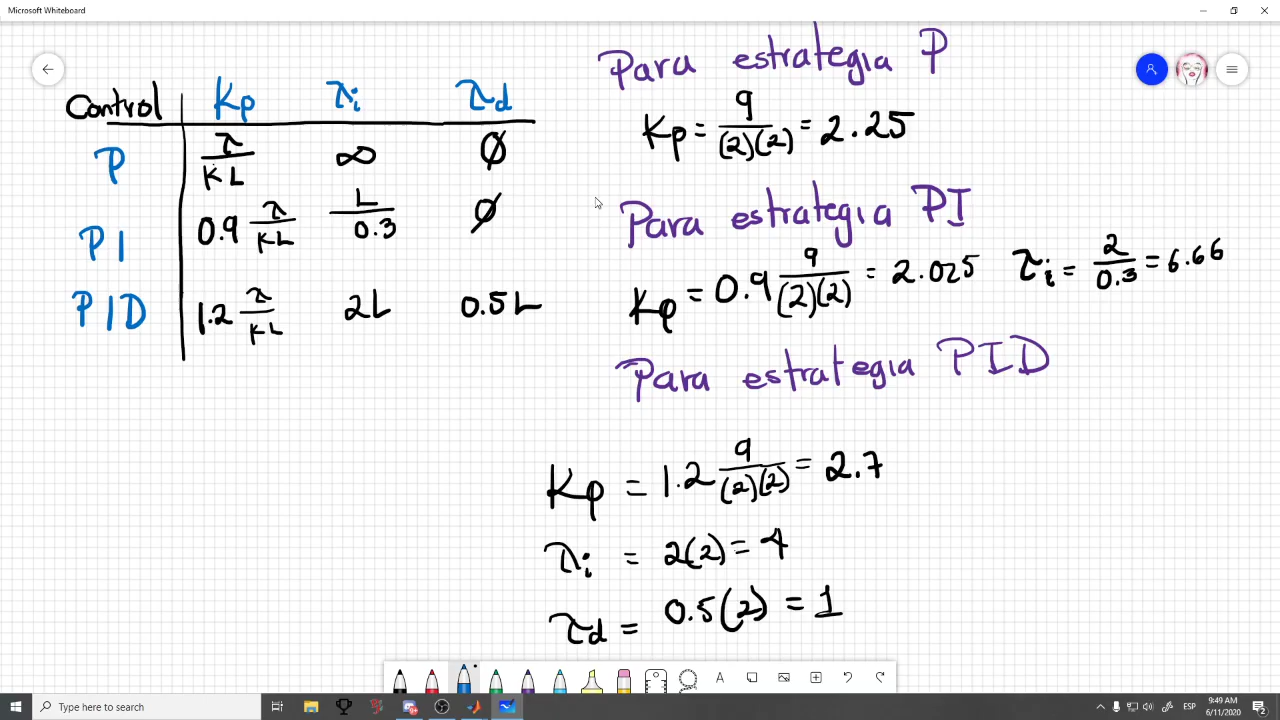 Microsoft Whiteboard
Control Kp τi τd
P τ/KL ∞ Ø
PI 0.9 τ/KL L/0.3 Ø
PID 1.2 τ/KL 2L 0.5L
Para estrategia P
Kp = 9/(2)(2) = 2.25
Para estrategia PI
Kp = 0.9 9/(2)(2) = 2.025 τi = 2/0.3 = 6.66
Para estrategia PID
Kp = 1.2 9/(2)(2) = 2.7
τi = 2(2) = 4
τd = 0.5(2) = 1
Type here to search
ESP
9:49 AM
6/11/2020
2